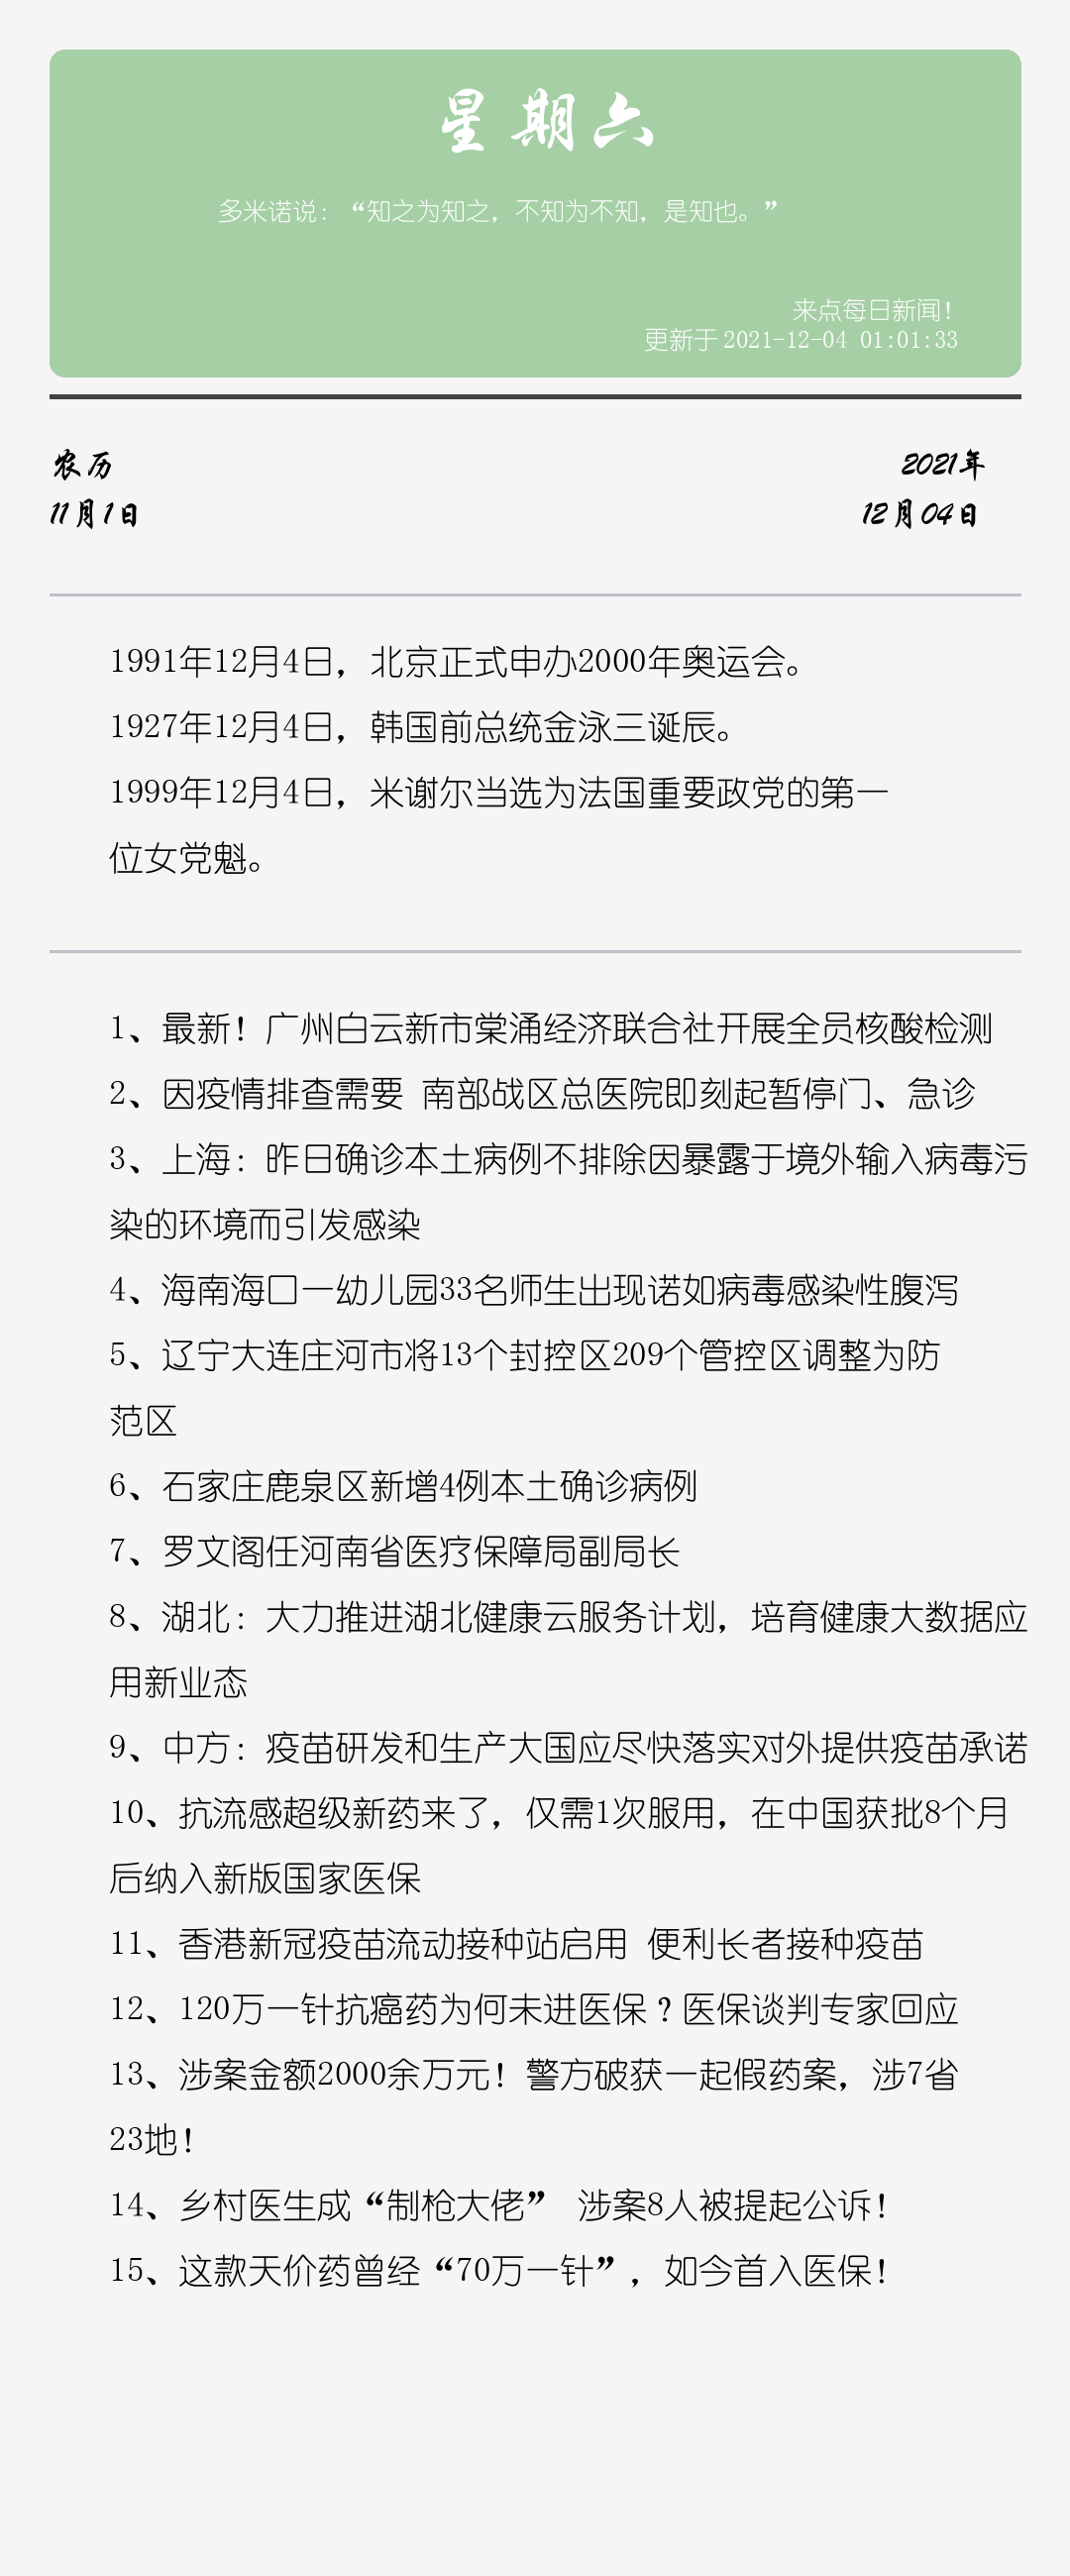 星期六
多米诺说：“知之为知之，不知为不知，是知也。”
来点每日新闻！
更新于 2021-12-04 01:01:33
农历
2021年
11月1日
12月04日
1991年12月4日，北京正式申办2000年奥运会。
1927年12月4日，韩国前总统金泳三诞辰。
1999年12月4日，米谢尔当选为法国重要政党的第一
位女党魁。
1、最新！广州白云新市棠涌经济联合社开展全员核酸检测
2、因疫情排查需要 南部战区总医院即刻起暂停门、急诊
3、上海：昨日确诊本土病例不排除因暴露于境外输入病毒污
染的环境而引发感染
4、海南海口一幼儿园33名师生出现诺如病毒感染性腹泻
5、辽宁大连庄河市将13个封控区209个管控区调整为防
范区
6、石家庄鹿泉区新增4例本土确诊病例
7、罗文阁任河南省医疗保障局副局长
8、湖北：大力推进湖北健康云服务计划，培育健康大数据应
用新业态
9、中方：疫苗研发和生产大国应尽快落实对外提供疫苗承诺
10、抗流感超级新药来了，仅需1次服用，在中国获批8个月
后纳入新版国家医保
11、香港新冠疫苗流动接种站启用 便利长者接种疫苗
12、120万一针抗癌药为何未进医保？医保谈判专家回应
13、涉案金额2000余万元！警方破获一起假药案，涉7省
23地！
14、乡村医生成“制枪大佬” 涉案8人被提起公诉！
15、这款天价药曾经“70万一针”，如今首入医保！